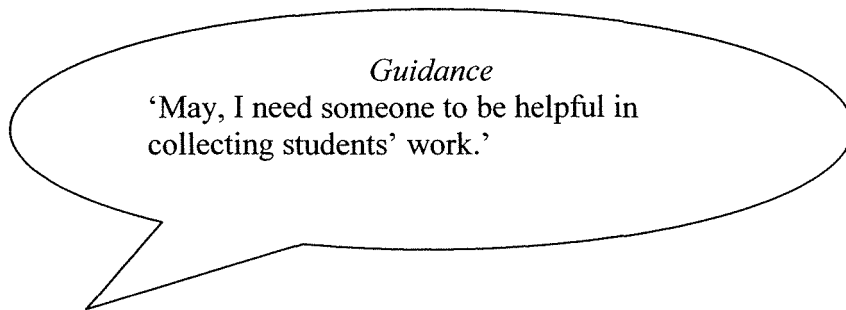 Guidance
‘May, I need someone to be helpful in
collecting students’ work.’